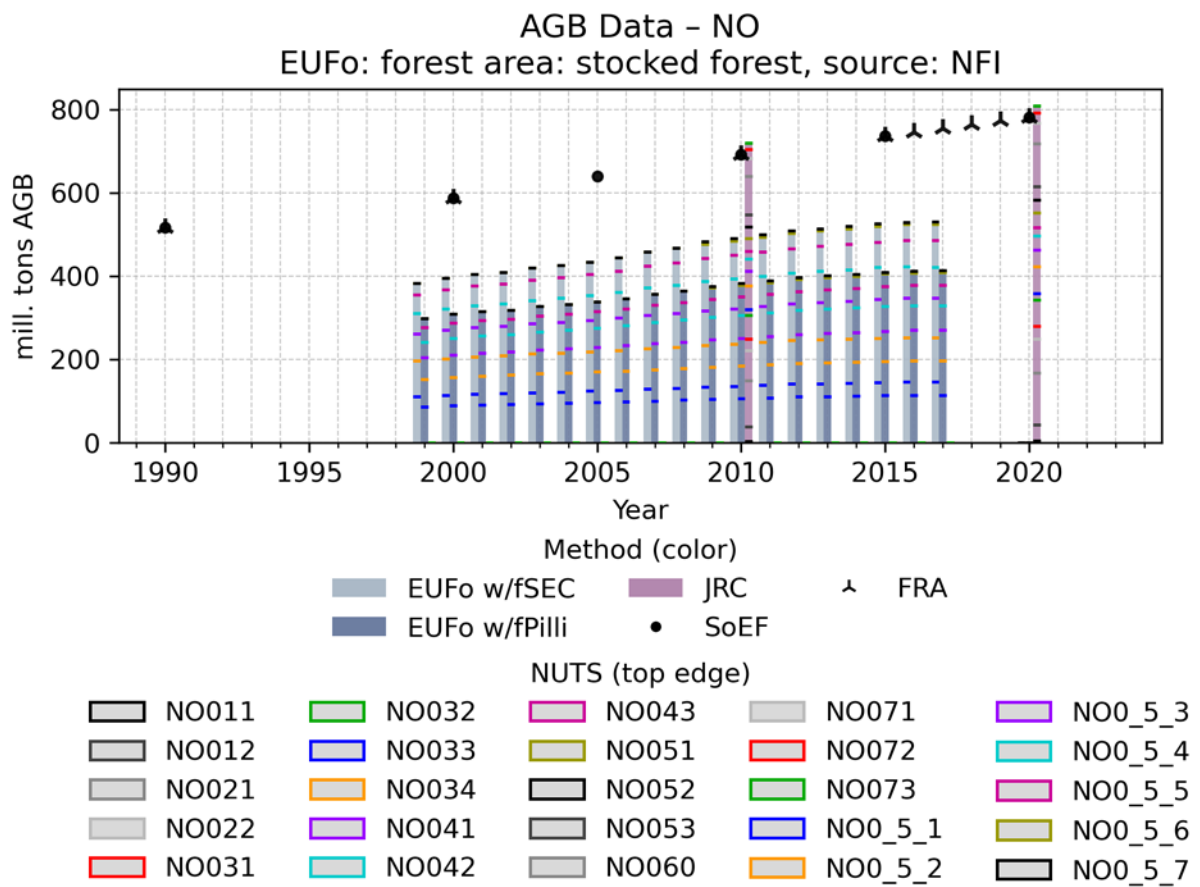 AGB Data – NO
EUFo: forest area: stocked forest, source: NFI
mill. tons AGB
800
600
400
200
0
1990 1995 2000 2005 2010 2015 2020
Year
Method (color)
EUFo w/fSEC JRC FRA
EUFo w/fPilli SoEF
NUTS (top edge)
NO011 NO032 NO043 NO071 NO0_5_3
NO012 NO033 NO051 NO072 NO0_5_4
NO021 NO034 NO052 NO073 NO0_5_5
NO022 NO041 NO053 NO0_5_1 NO0_5_6
NO031 NO042 NO060 NO0_5_2 NO0_5_7